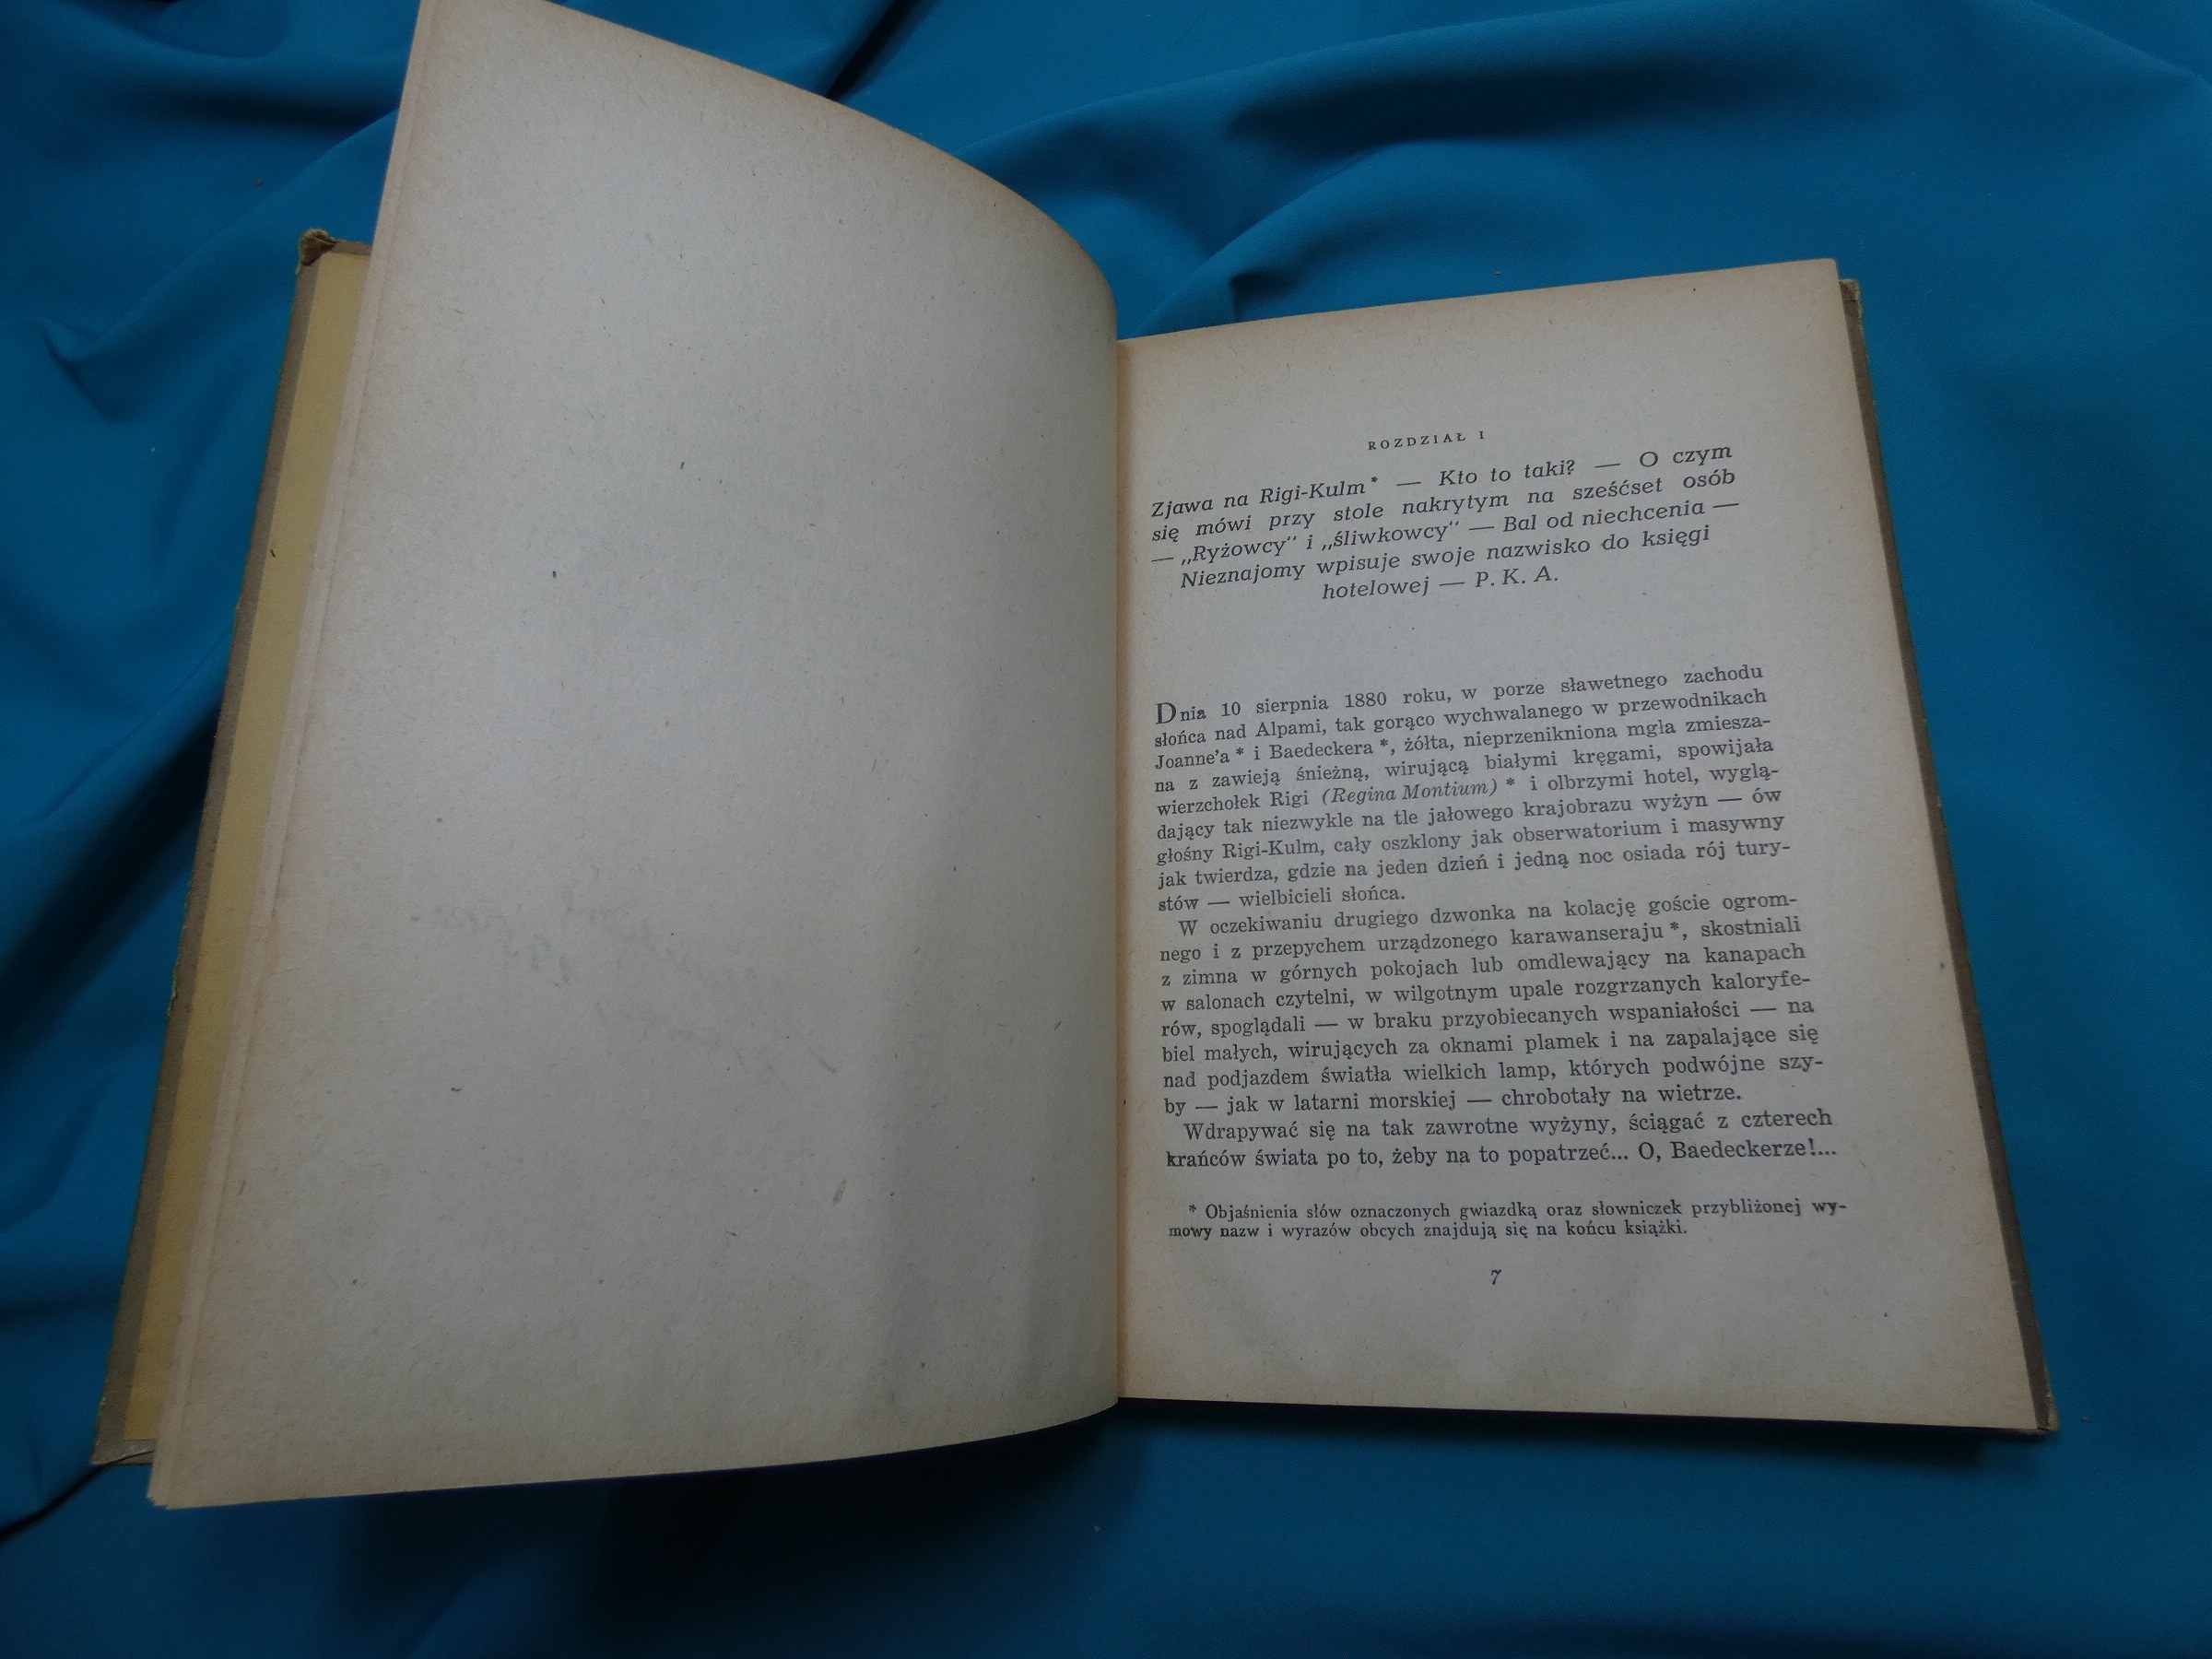 ROZDZIAŁ I
Zjawa na Rigi-Kulm* — Kto to taki? — O czym
się mówi przy stole nakrytym na sześćset osób
— „Ryżowcy" i „śliwkowcy" — Bal od niechcenia —
Nieznajomy wpisuje swoje nazwisko do księgi
hotelowej — P. K. A.
Dnia 10 sierpnia 1880 roku, w porze sławetnego zachodu
słońca nad Alpami, tak gorąco wychwalanego w przewodnikach
Joanne'a * i Baedeckera *, żółta, nieprzenikniona mgła zmiesza-
na z zawieją śnieżną, wirującą białymi kręgami, spowijała
wierzchołek Rigi (Regina Montium) * i olbrzymi hotel, wyglą-
dający tak niezwykle na tle jałowego krajobrazu wyżyn — ów
głośny Rigi-Kulm, cały oszklony jak obserwatorium i masywny
jak twierdza, gdzie na jeden dzień i jedną noc osiada rój tury-
stów — wielbicieli słońca.
W oczekiwaniu drugiego dzwonka na kolację goście ogrom-
nego i z przepychem urządzonego karawanseraju *, skostniali
z zimna w górnych pokojach lub omdlewający na kanapach
w salonach czytelni, w wilgotnym upale rozgrzanych kaloryfe-
rów, spoglądali — w braku przyobiecanych wspaniałości — na
biel małych, wirujących za oknami plamek i na zapalające się
nad podjazdem światła wielkich lamp, których podwójne szy-
by — jak w latarni morskiej — chrobotały na wietrze.
Wdrapywać się na tak zawrotne wyżyny, ściągać z czterech
krańców świata po to, żeby na to popatrzeć... O, Baedeckerze!...
* Objaśnienia słów oznaczonych gwiazdką oraz słowniczek przybliżonej wy-
mowy nazw i wyrazów obcych znajdują się na końcu książki.
7